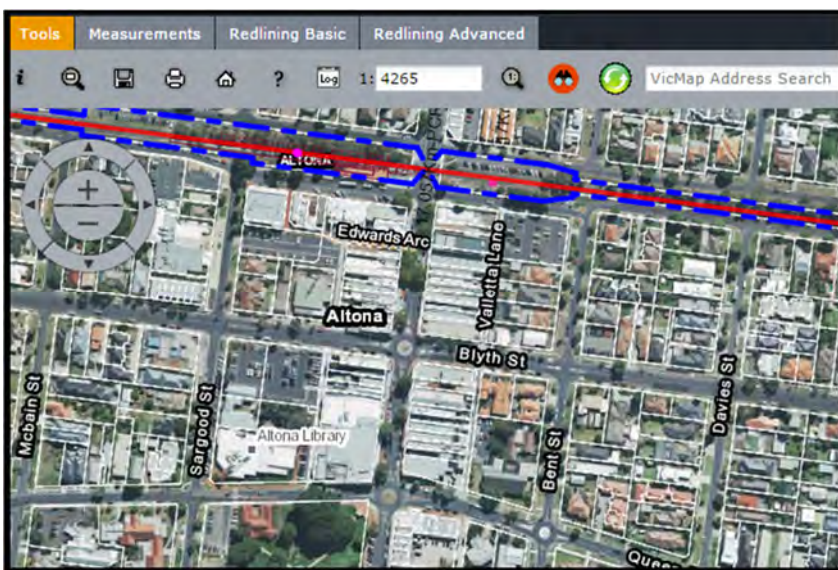 Tools Measurements Redlining Basic Redlining Advanced
i ? Log 1: 4265 VicMap Address Search
ALTONA
Edwards Arc
Valletta Lane
Altona
Blyth St
Mcbain St
Sargood St
Altona Library
Bent St
Davies St